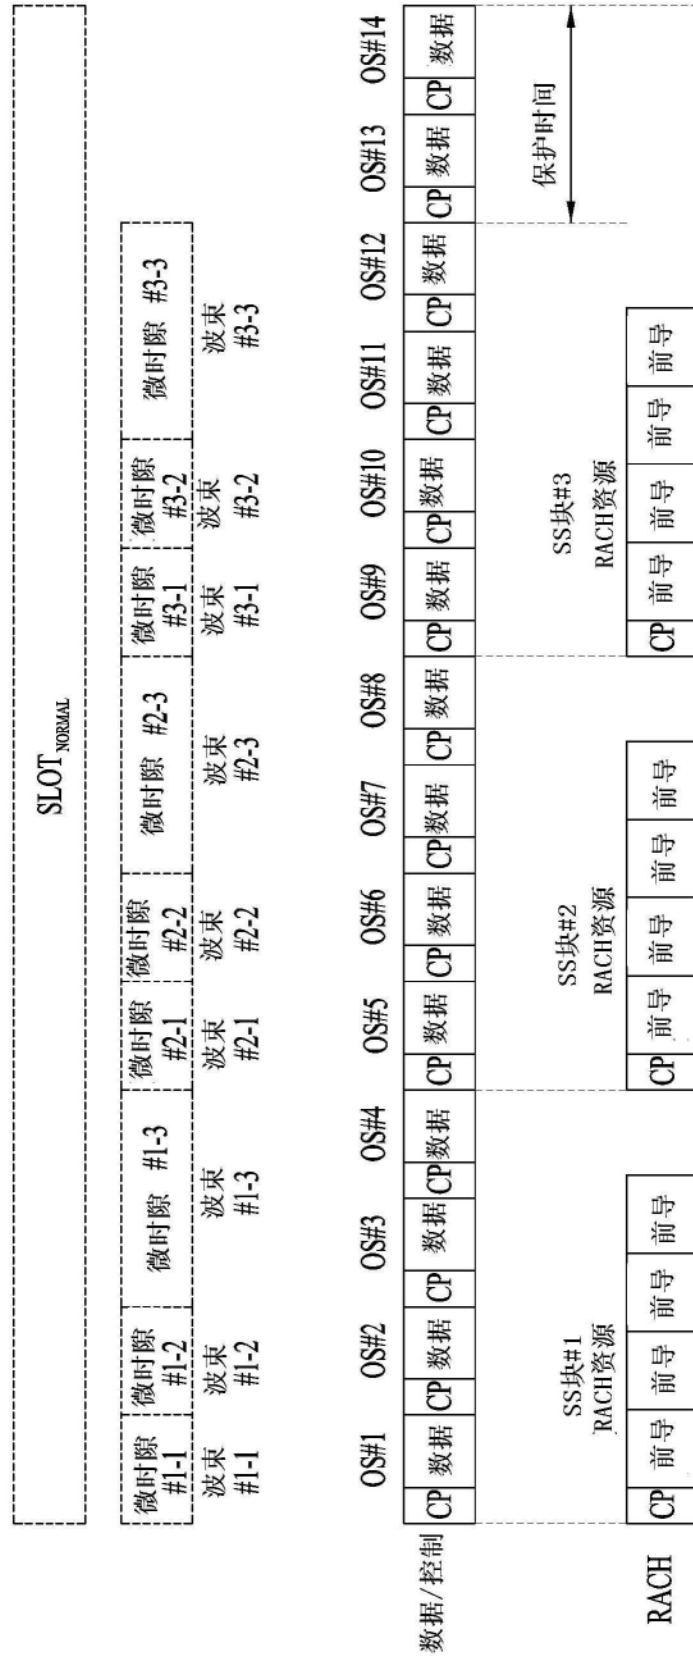 SLOT_NORMAL
微时隙 #1-1
微时隙 #1-2
微时隙 #1-3
微时隙 #2-1
微时隙 #2-2
微时隙 #2-3
微时隙 #3-1
微时隙 #3-2
微时隙 #3-3
波束 #1-1
波束 #1-2
波束 #1-3
波束 #2-1
波束 #2-2
波束 #2-3
波束 #3-1
波束 #3-2
波束 #3-3
OS#1 OS#2 OS#3 OS#4 OS#5 OS#6 OS#7 OS#8 OS#9 OS#10 OS#11 OS#12 OS#13 OS#14
数据/控制 CP 数据 CP 数据 CP 数据 CP 数据 CP 数据 CP 数据 CP 数据 CP 数据 CP 数据 CP 数据 CP 数据 CP 数据 CP 数据 CP 数据
SS块#1
RACH资源
SS块#2
RACH资源
SS块#3
RACH资源
保护时间
RACH CP 前导 前导 前导 前导 CP 前导 前导 前导 前导 CP 前导 前导 前导 前导